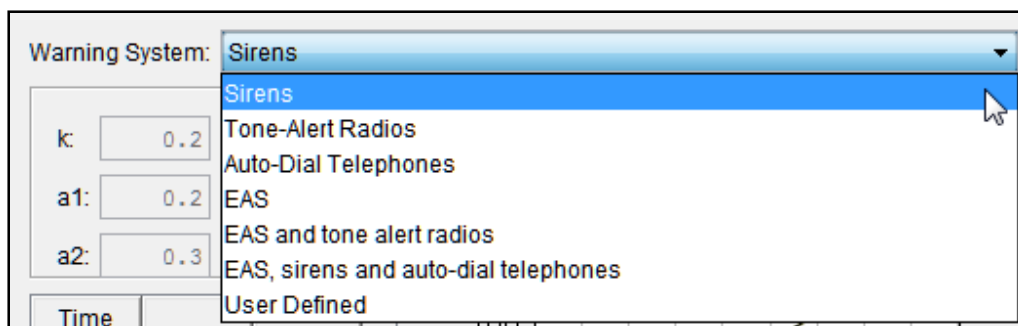 Warning System: Sirens
Sirens
k: 0.2
Tone-Alert Radios
Auto-Dial Telephones
a1: 0.2
EAS
EAS and tone alert radios
a2: 0.3
EAS, sirens and auto-dial telephones
User Defined
Time